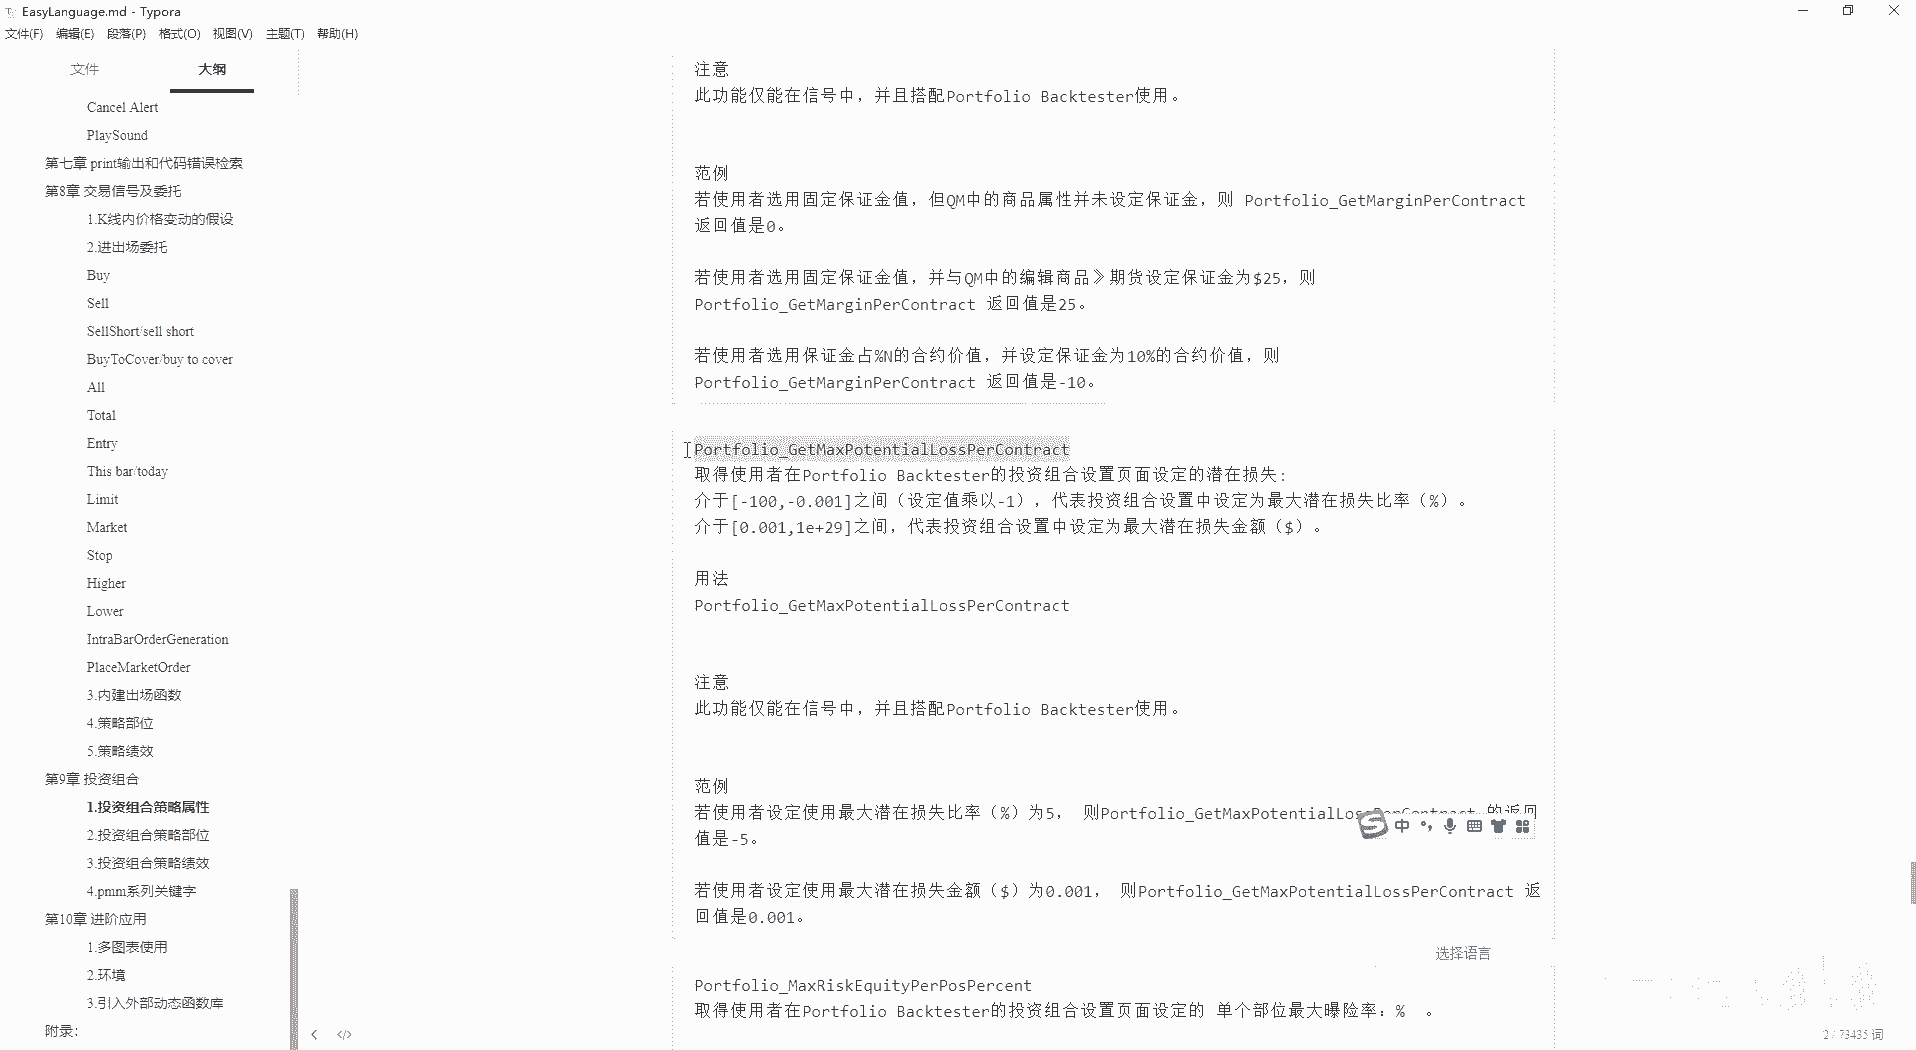 EasyLanguage.md - Typora
文件(F) 编辑(E) 段落(P) 格式(O) 视图(V) 主题(T) 帮助(H)
文件 大纲
Cancel Alert
PlaySound
第七章 print输出和代码错误检索
第8章 交易信号及委托
1.K线内价格变动的假设
2.进出场委托
Buy
Sell
SellShort/sell short
BuyToCover/buy to cover
All
Total
Entry
This bar/today
Limit
Market
Stop
Higher
Lower
IntraBarOrderGeneration
PlaceMarketOrder
3.内建出场函数
4.策略部位
5.策略绩效
第9章 投资组合
1.投资组合策略属性
2.投资组合策略部位
3.投资组合策略绩效
4.pmm系列关键字
第10章 进阶应用
1.多图表使用
2.环境
3.引入外部动态函数库
附录:
注意
此功能仅能在信号中，并且搭配Portfolio Backtester使用。
范例
若使用者选用固定保证金值，但QM中的商品属性并未设定保证金，则 Portfolio_GetMarginPerContract
返回值是0。
若使用者选用固定保证金值，并与QM中的编辑商品》期货设定保证金为$25，则
Portfolio_GetMarginPerContract 返回值是25。
若使用者选用保证金占%N的合约价值，并设定保证金为10%的合约价值，则
Portfolio_GetMarginPerContract 返回值是-10。
Portfolio_GetMaxPotentialLossPerContract
取得使用者在Portfolio Backtester的投资组合设置页面设定的潜在损失:
介于[-100,-0.001]之间（设定值乘以-1），代表投资组合设置中设定为最大潜在损失比率（%）。
介于[0.001,1e+29]之间，代表投资组合设置中设定为最大潜在损失金额（$）。
用法
Portfolio_GetMaxPotentialLossPerContract
注意
此功能仅能在信号中，并且搭配Portfolio Backtester使用。
范例
若使用者设定使用最大潜在损失比率（%）为5， 则Portfolio_GetMaxPotentialLossPerContract 的返回
值是-5。
中
若使用者设定使用最大潜在损失金额（$）为0.001， 则Portfolio_GetMaxPotentialLossPerContract 返
回值是0.001。
选择语言
Portfolio_MaxRiskEquityPerPosPercent
取得使用者在Portfolio Backtester的投资组合设置页面设定的 单个部位最大曝险率：% 。
2 / 73435 词